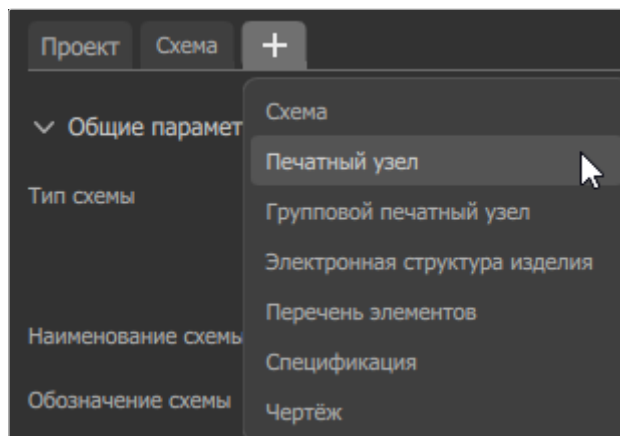 Проект Схема +
Схема
Общие парамет
Печатный узел
Тип схемы
Групповой печатный узел
Электронная структура изделия
Перечень элементов
Наименование схемы
Спецификация
Обозначение схемы
Чертёж